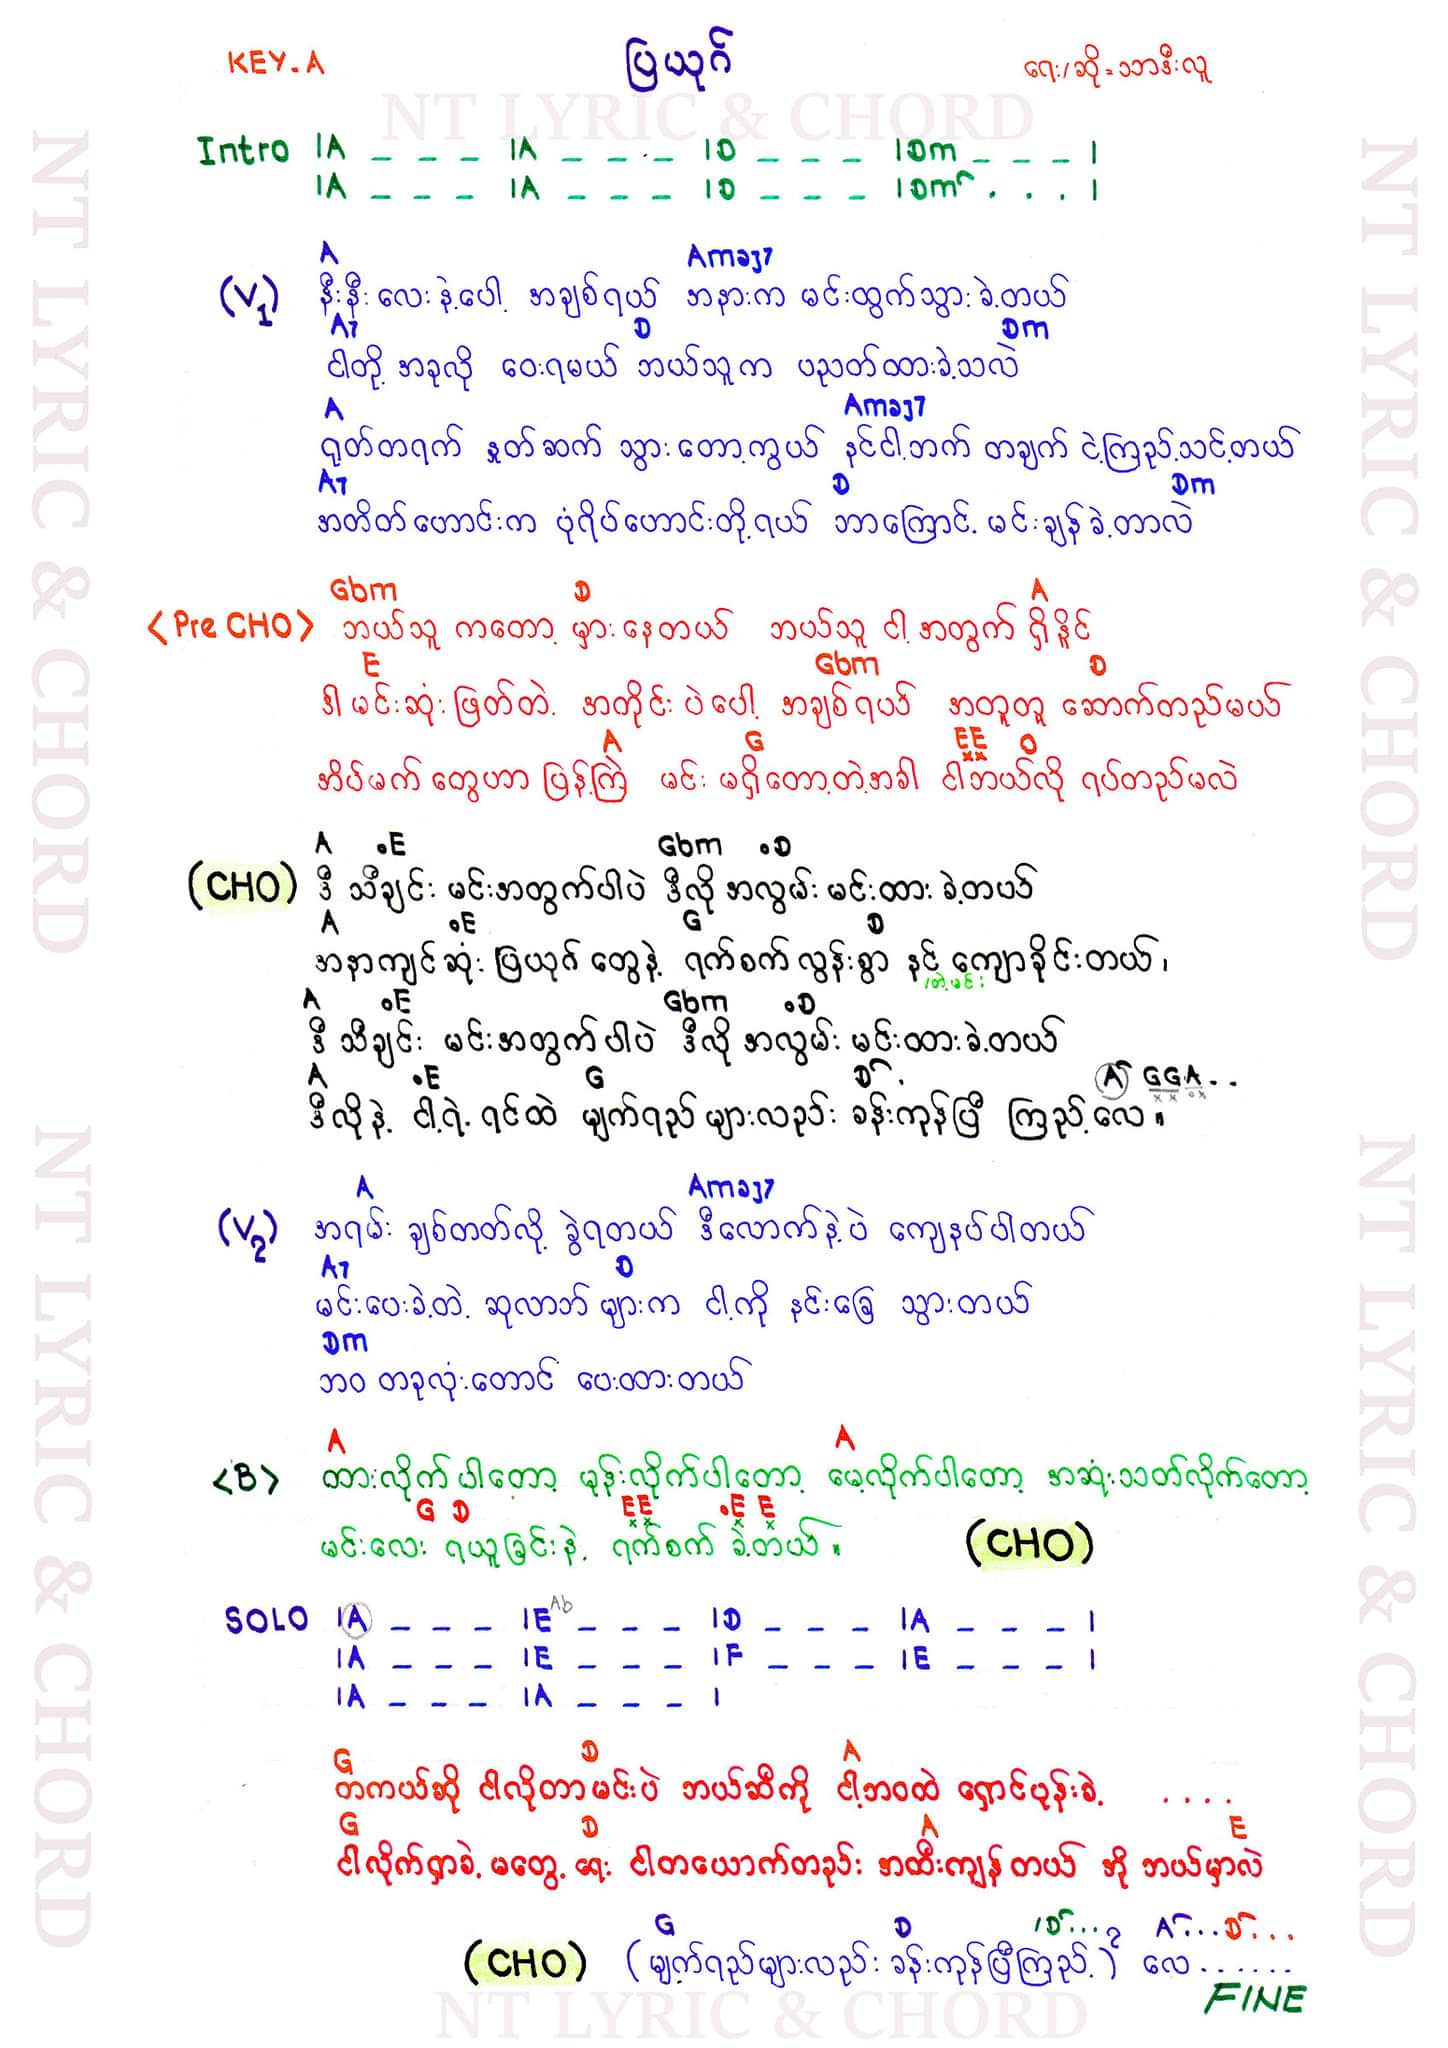 KEY.A
ပြယုဂ်
ရေး/ဆို = သာဒီးလူ
NT LYRIC & CHORD
Intro |A _ _ _ |A _ _ _ |D _ _ _ |Dm _ _ _ |
|A _ _ _ |A _ _ _ |D _ _ _ |Dm . . . |
A Amaj7
(V1) နီးနီးလေးနဲ့ပေါ့ အချစ်ရယ် အနားက မင်းထွက်သွားခဲ့တယ်
A7 D Dm
ငါတို့ အခုလို ဝေးရမယ် ဘယ်သူက ပညတ်ထားခဲ့သလဲ
A Amaj7
ရုတ်တရက် နှုတ်ဆက် သွားတော့ကွယ် နင်ငါ့ဘက် တချက် ငဲ့ကြည့်သင့်တယ်
A7 D Dm
အတိတ်ဟောင်းက ပုံရိပ်ဟောင်းတို့ရယ် ဘာကြောင့် မင်းချန်ခဲ့တာလဲ
Gbm D A
<Pre CHO> ဘယ်သူ ကတော့ မှားနေတယ် ဘယ်သူ ငါ့အတွက် ရှိနိူင်
E Gbm D
ဒါမင်းဆုံးဖြတ်တဲ့ အတိုင်းပဲပေါ့ အချစ်ရယ် အတူတူ ဆောက်တည်မယ်
A G EE D
အိပ်မက်တွေဟာ ပြန့်ကြဲ မင်း မရှိတော့တဲ့အခါ ငါဘယ်လို ရပ်တည်မလဲ
A .E Gbm .D
(CHO) ဒီ သီချင်း မင်းအတွက်ပါပဲ ဒီလို အလွမ်း မင်းထားခဲ့တယ်
A .E G D
အနာကျင်ဆုံး ပြယုဂ်တွေနဲ့ ရက်စက်လွန်းစွာ နင့်ကျောခိုင်းတယ်၊
/တဲ့မင်း
A .E Gbm .D
ဒီ သီချင်း မင်းအတွက်ပါပဲ ဒီလို အလွမ်း မင်းထားခဲ့တယ်
A .E G D . A GGA..
ဒီလိုနဲ့ ငါ့ရဲ့ ရင်ထဲ မျက်ရည်များလည်း ခန်းကုန်ပြီ ကြည့်လေ။
A Amaj7
(V2) အရမ်း ချစ်တတ်လို့ ခွဲရတယ် ဒီလောက်နဲ့ပဲ ကျေနပ်ပါတယ်
A7 D
မင်းပေးခဲ့တဲ့ ဆုလာဘ်များက ငါ့ကို နင်းခြေ သွားတယ်
Dm
ဘဝ တခုလုံးတောင် ပေးထားတယ်
A A
<B> ထားလိုက်ပါတော့ မုန်းလိုက်ပါတော့ မေ့လိုက်ပါတော့ အဆုံးသတ်လိုက်တော့
G D EE .E E
မင်းလေး ရယူခြင်းနဲ့ ရက်စက် ခဲ့တယ်။ (CHO)
SOLO |A _ _ _ |E Ab _ _ _ |D _ _ _ |A _ _ _ |
|A _ _ _ |E _ _ _ |F _ _ _ |E _ _ _ |
|A _ _ _ |A _ _ _ |
G D A
တကယ်ဆို ငါလိုတာမင်းပဲ ဘယ်ဆီကို ငါ့ဘဝထဲ ရှောင်ပုန်းခဲ့ ....
G D A E
ငါလိုက်ရှာခဲ့ မတွေ့ရေး ငါတယောက်တည်း အထီးကျန်တယ် အို ဘယ်မှာလဲ
G D /D... A... D...
(CHO) (မျက်ရည်များလည်း ခန်းကုန်ပြီကြည့်) ? လေ ......
FINE
NT LYRIC & CHORD
NT LYRIC & CHORD
NT LYRIC & CHORD
NT LYRIC & CHORD
NT LYRIC & CHORD